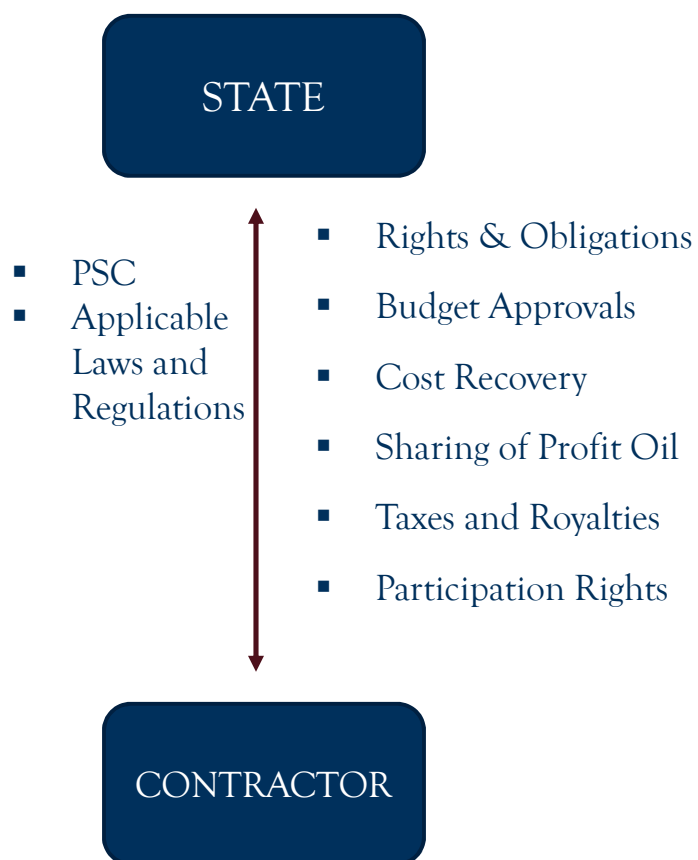 STATE
▪ PSC
▪ Applicable
Laws and
Regulations
▪ Rights & Obligations
▪ Budget Approvals
▪ Cost Recovery
▪ Sharing of Profit Oil
▪ Taxes and Royalties
▪ Participation Rights
CONTRACTOR